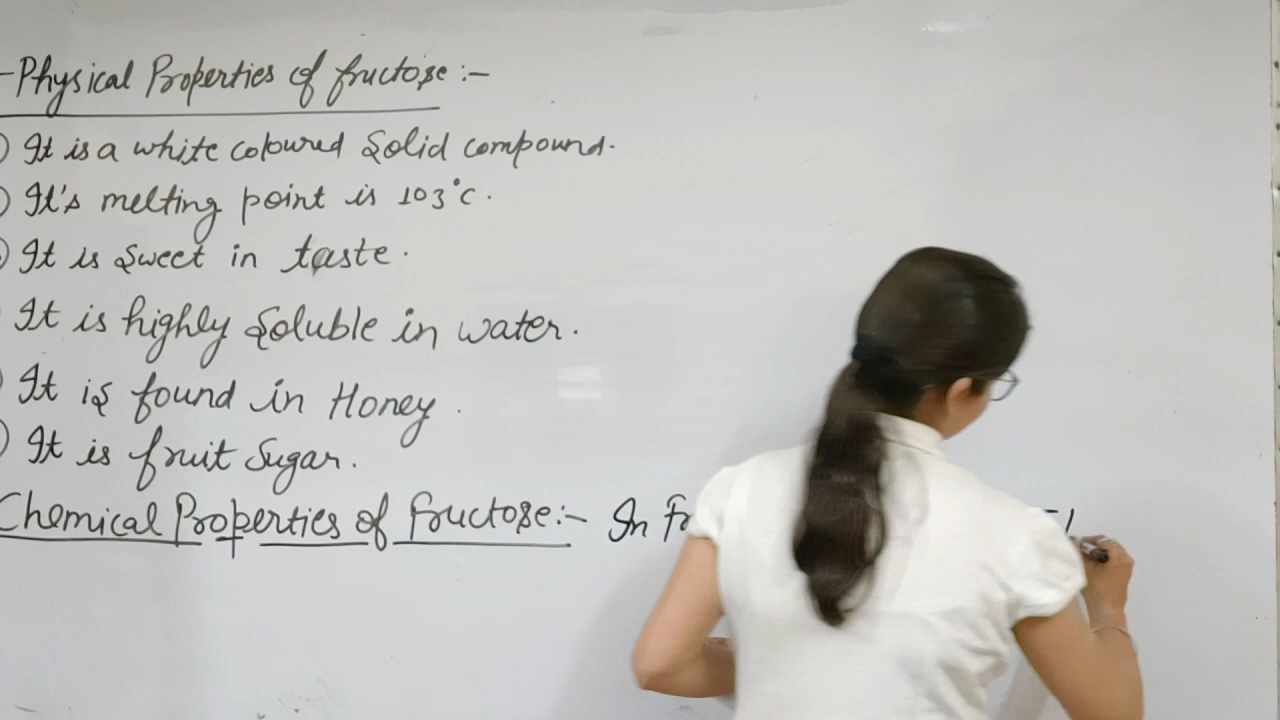 -Physical Properties of fructose :-
) It is a white coloured solid compound.
) It's melting point is 103°c.
) It is sweet in taste.
It is highly soluble in water.
) It is found in Honey.
) It is fruit Sugar.
Chemical Properties of fructose:- In